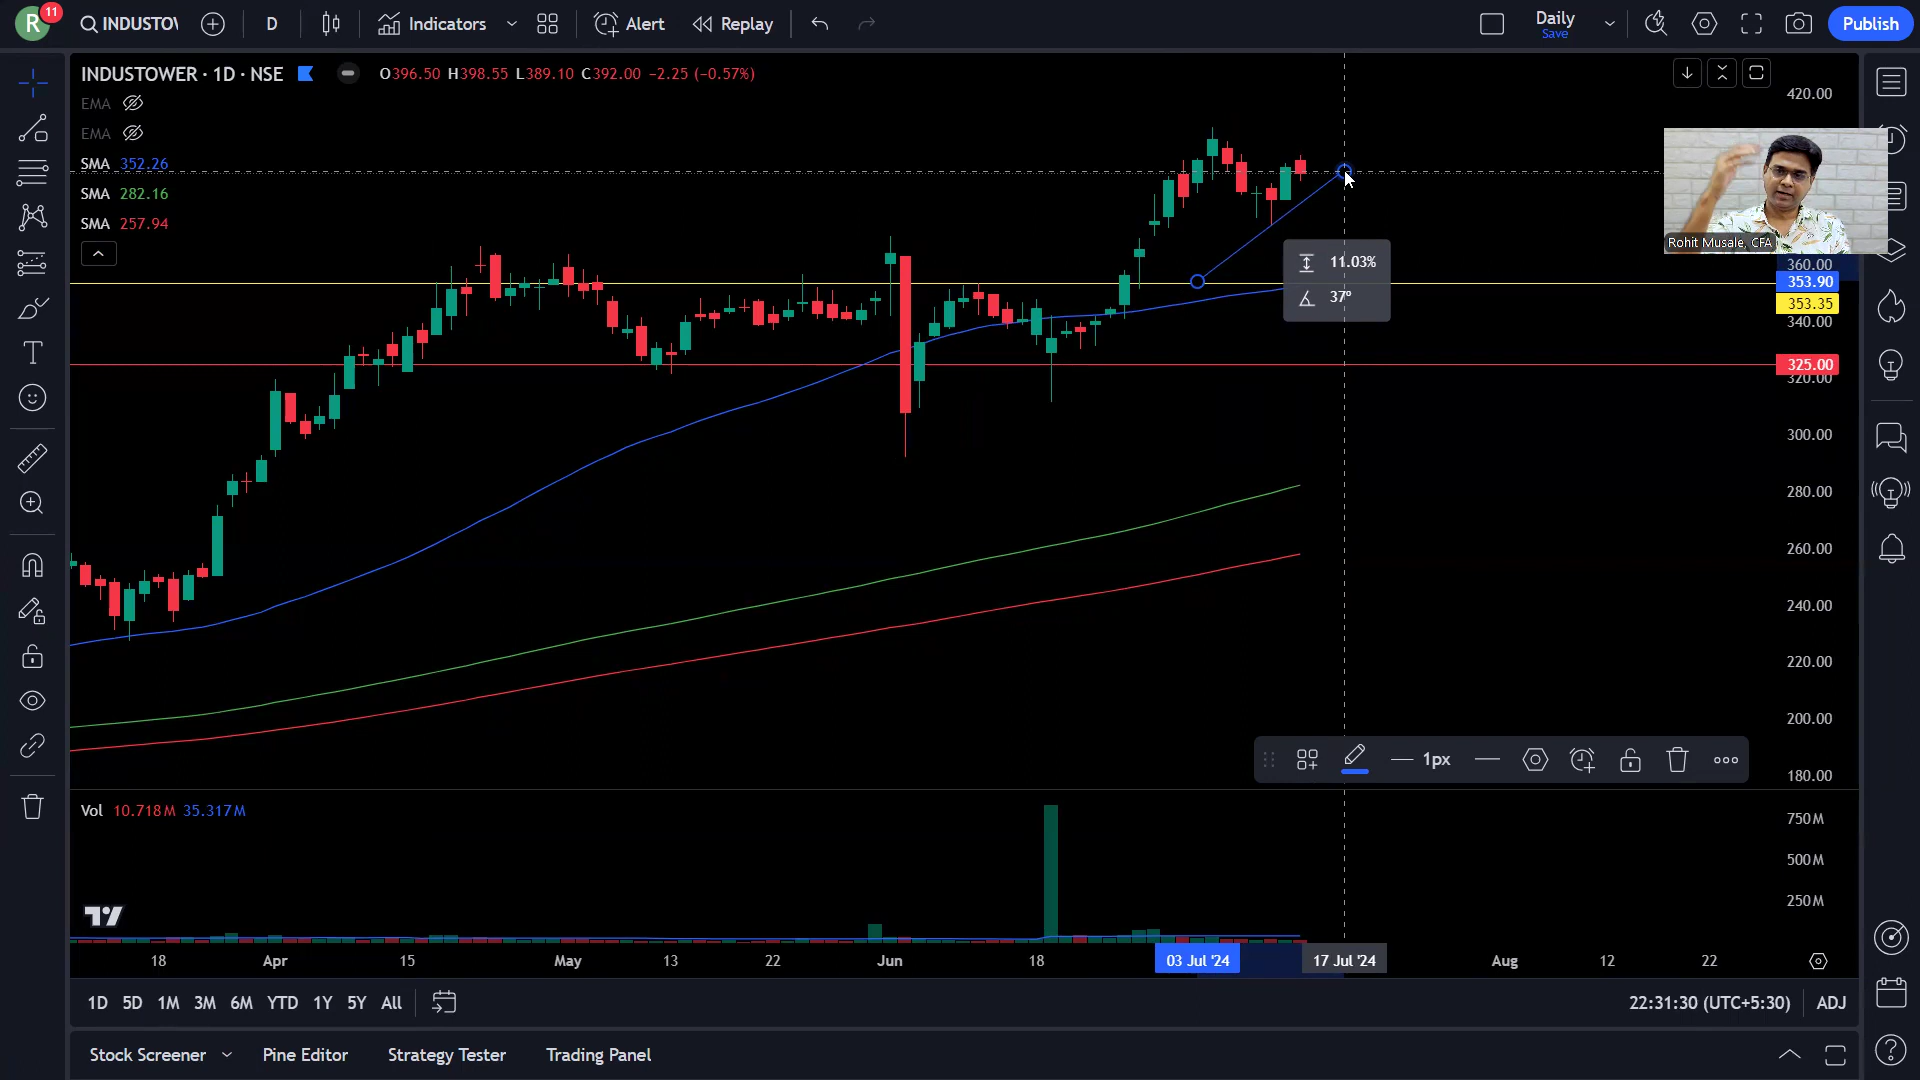 R
11
INDUSTOW
D
Indicators
Alert
Replay
Daily
Save
Publish
INDUSTOWER · 1D · NSE
O396.50 H398.55 L389.10 C392.00 −2.25 (−0.57%)
EMA
EMA
SMA 352.26
SMA 282.16
SMA 257.94
11.03%
37º
Rohit Musale, CFA
420.00
360.00
353.90
353.35
340.00
325.00
320.00
300.00
280.00
260.00
240.00
220.00
200.00
180.00
1px
Vol 10.718M 35.317M
750M
500M
250M
18 Apr 15 May 13 22 Jun 18 03 Jul '24 17 Jul '24 Aug 12 22
1D 5D 1M 3M 6M YTD 1Y 5Y All
22:31:30 (UTC+5:30) ADJ
Stock Screener Pine Editor Strategy Tester Trading Panel